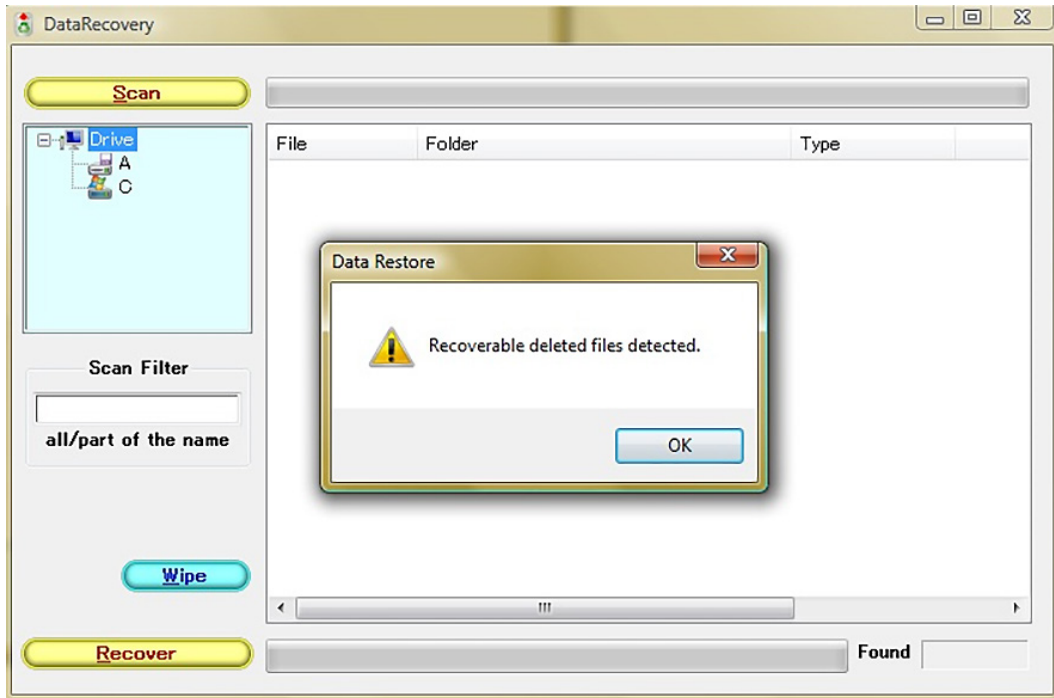 DataRecovery
Scan
Drive
A
C
File Folder Type
Data Restore
Recoverable deleted files detected.
OK
Scan Filter
all/part of the name
Wipe
Recover
Found